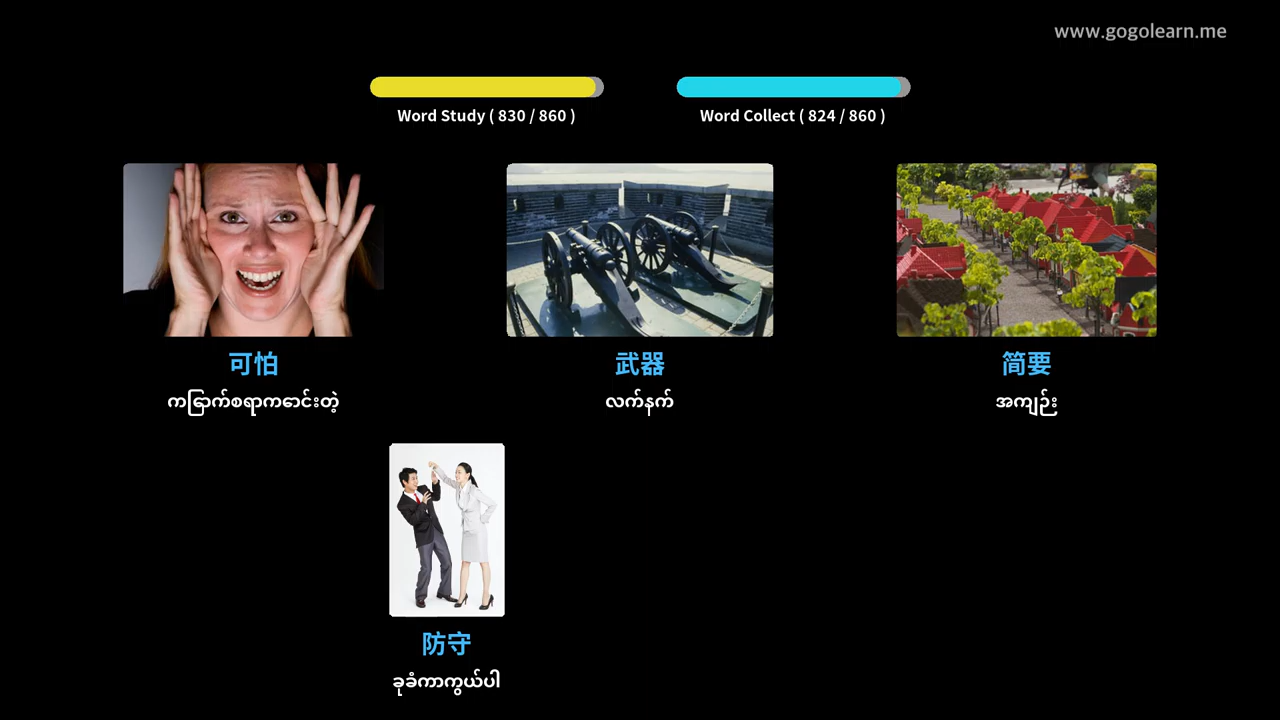 www.gogolearn.me
Word Study ( 830 / 860 )
Word Collect ( 824 / 860 )
可怕
ကြောက်စရာကောင်းတဲ့
武器
လက်နက်
简要
အကျဉ်း
防守
ခုခံကာကွယ်ပါ